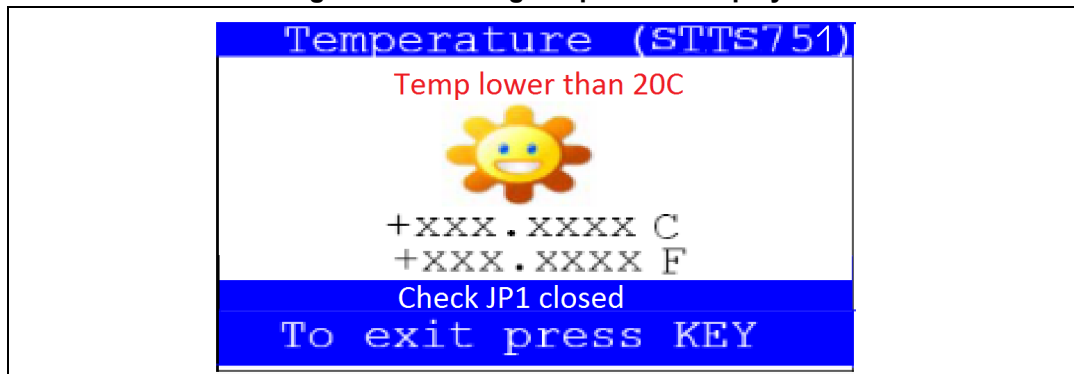 Temperature (STTS751)
Temp lower than 20C
+xxx.xxxx C
+xxx.xxxx F
Check JP1 closed
To exit press KEY